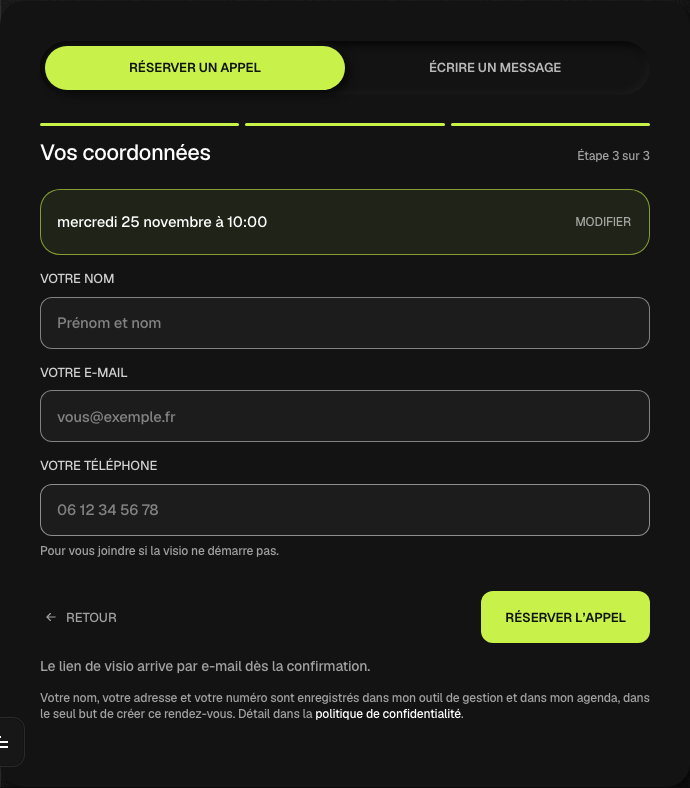 RÉSERVER UN APPEL
ÉCRIRE UN MESSAGE
Vos coordonnées
Étape 3 sur 3
mercredi 25 novembre à 10:00
MODIFIER
VOTRE NOM
Prénom et nom
VOTRE E-MAIL
vous@exemple.fr
VOTRE TÉLÉPHONE
06 12 34 56 78
Pour vous joindre si la visio ne démarre pas.
← RETOUR
RÉSERVER L'APPEL
Le lien de visio arrive par e-mail dès la confirmation.
Votre nom, votre adresse et votre numéro sont enregistrés dans mon outil de gestion et dans mon agenda, dans
le seul but de créer ce rendez-vous. Détail dans la politique de confidentialité.